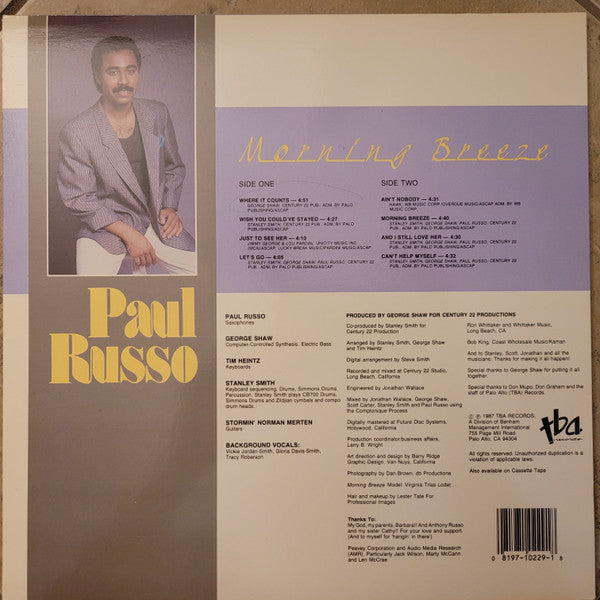 Morning Breeze
SIDE ONE
WHERE IT COUNTS — 4:51
GEORGE SHAW, CENTURY 22 PUB. ADM. BY PALO
PUBLISHING/ASCAP
WISH YOU COULD'VE STAYED — 4:27
STANLEY SMITH, CENTURY 22 PUB. ADM. BY PALO
PUBLISHING/ASCAP
JUST TO SEE HER — 4:10
JIMMY GEORGE & LOU PARDINI, UNICITY MUSIC INC.
/ASCAP, LUCKY BREAK MUSIC/PARDINI MUSIC/ASCAP
LET'S GO — 4:05
STANLEY SMITH, GEORGE SHAW, PAUL RUSSO, CENTURY
22 PUB. ADM. BY PALO PUBLISHING/ASCAP
SIDE TWO
AIN'T NOBODY — 4:31
HAWK, WB MUSIC CORP./OVERDUE MUSIC/ASCAP ADM. BY WB
MUSIC CORP.
MORNING BREEZE — 4:40
STANLEY SMITH, GEORGE SHAW, PAUL RUSSO, CENTURY 22
PUB. ADM. BY PALO PUBLISHING/ASCAP
AND I STILL LOVE HER — 4:30
STANLEY SMITH, GEORGE SHAW, PAUL RUSSO, CENTURY 22
PUB. ADM. BY PALO PUBLISHING/ASCAP
CAN'T HELP MYSELF — 4:32
STANLEY SMITH, GEORGE SHAW, PAUL RUSSO, CENTURY 22
PUB. ADM. BY PALO PUBLISHING/ASCAP
Paul
Russo
PAUL RUSSO
Saxophones
GEORGE SHAW
Computer-Controlled Synthesis, Electric Bass
TIM HEINTZ
Keyboards
STANLEY SMITH
Keyboard sequencing, Drums, Simmons Drums,
Percussion, Stanley Smith plays CB700 Drums,
Simmons Drums and Zildjian cymbals and compo
drum heads.
STORMIN' NORMAN MERTEN
Guitars
BACKGROUND VOCALS:
Vickie Jordan-Smith, Gloria Davis-Smith,
Tracy Roberson
PRODUCED BY GEORGE SHAW FOR CENTURY 22 PRODUCTIONS
Co-produced by Stanley Smith for
Century 22 Production
Arranged by Stanley Smith, George Shaw
and Tim Heintz
Digital arrangement by Steve Smith
Recorded and mixed at Century 22 Studio,
Long Beach, California
Engineered by Jonathan Wallace
Mixed by Jonathan Wallace, George Shaw,
Scott Carter, Stanley Smith and Paul Russo using
the Comptonique Process
Digitally mastered at Future Disc Systems,
Hollywood, California
Production coordinator/business affairs,
Larry B. Wright
Art direction and design by Barry Ridge
Graphic Design, Van Nuys, California
Photography by Dan Brown, db Productions
Morning Breeze Model: Virginia Trias Loder
Hair and makeup by Lester Tate For
Professional Images
Thanks To:
My God, my parents, Barbara!! And Anthony Russo
and my sister Cathy!! For your love and support.
(And to myself for 'hangin' in there')
Peavey Corporation and Audio Media Research
(AMR), Particularly Jack Wilson, Marty McCann
and Len McCrae
Ron Whittaker and Whittaker Music,
Long Beach, CA
Bob King, Coast Wholesale Music/Kaman
And to Stanley, Scott, Jonathan and all the
musicians: Thanks for making it all happen!
Special thanks to George Shaw for putting it all
together.
Special thanks to Don Mupo, Don Graham and the
staff of Palo Alto (TBA) Records.
© ℗ 1987 TBA RECORDS,
A Division of Benham
Management International
755 Page Mill Road
Palo Alto, CA 94304
tba
records
All rights reserved. Unauthorized duplication is a violation
of applicable laws.
Also available on Cassette Tape
0 8197-10229-1 8